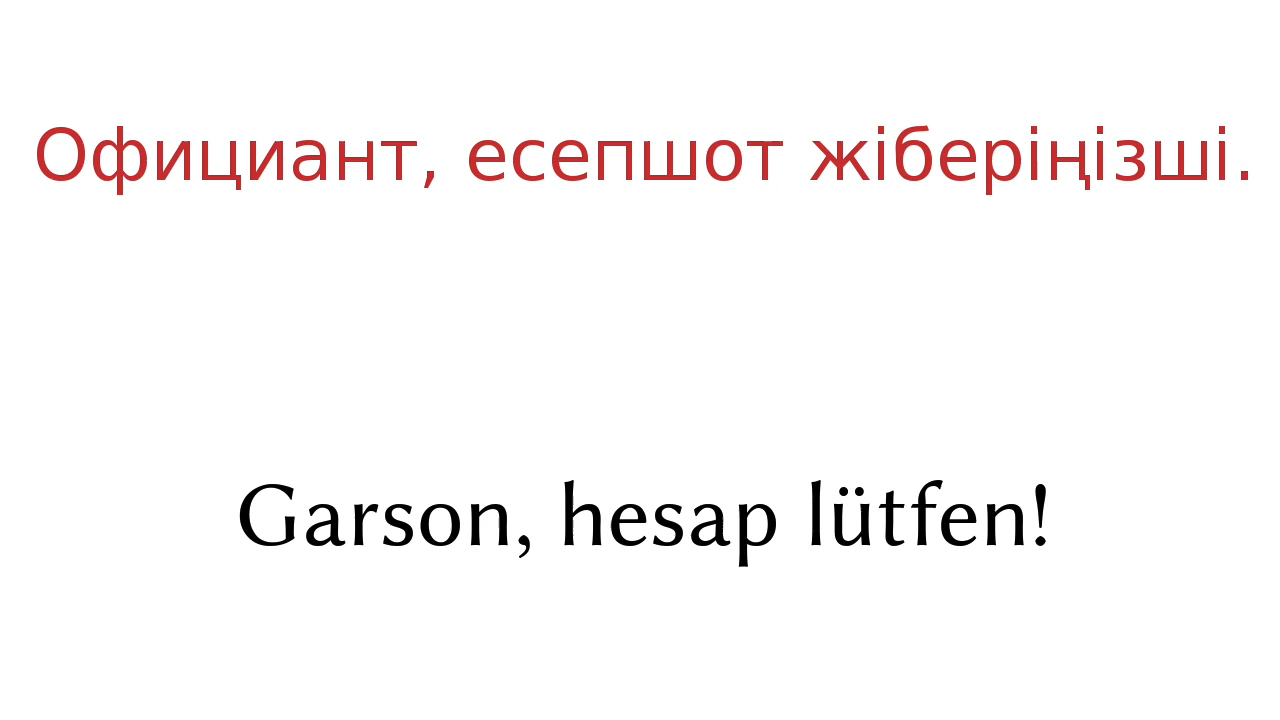 Официант, есепшот жіберіңізші.
Garson, hesap lütfen!